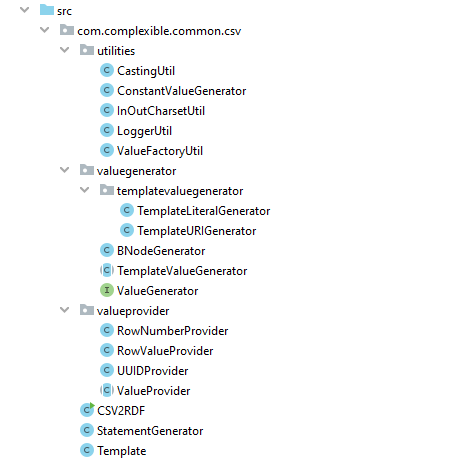 src
com.complexible.common.csv
utilities
CastingUtil
ConstantValueGenerator
InOutCharsetUtil
LoggerUtil
ValueFactoryUtil
valuegenerator
templatevaluegenerator
TemplateLiteralGenerator
TemplateURIGenerator
BNodeGenerator
TemplateValueGenerator
ValueGenerator
valueprovider
RowNumberProvider
RowValueProvider
UUIDProvider
ValueProvider
CSV2RDF
StatementGenerator
Template